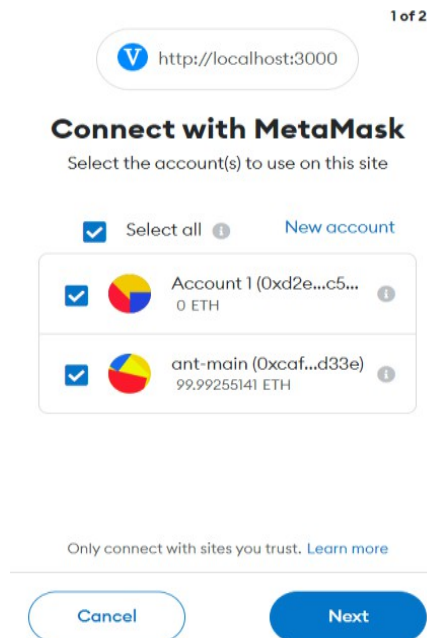 1 of 2
V http://localhost:3000
Connect with MetaMask
Select the account(s) to use on this site
Select all i New account
Account 1 (0xd2e...c5... i
0 ETH
ant-main (0xcaf...d33e) i
99.99255141 ETH
Only connect with sites you trust. Learn more
Cancel Next